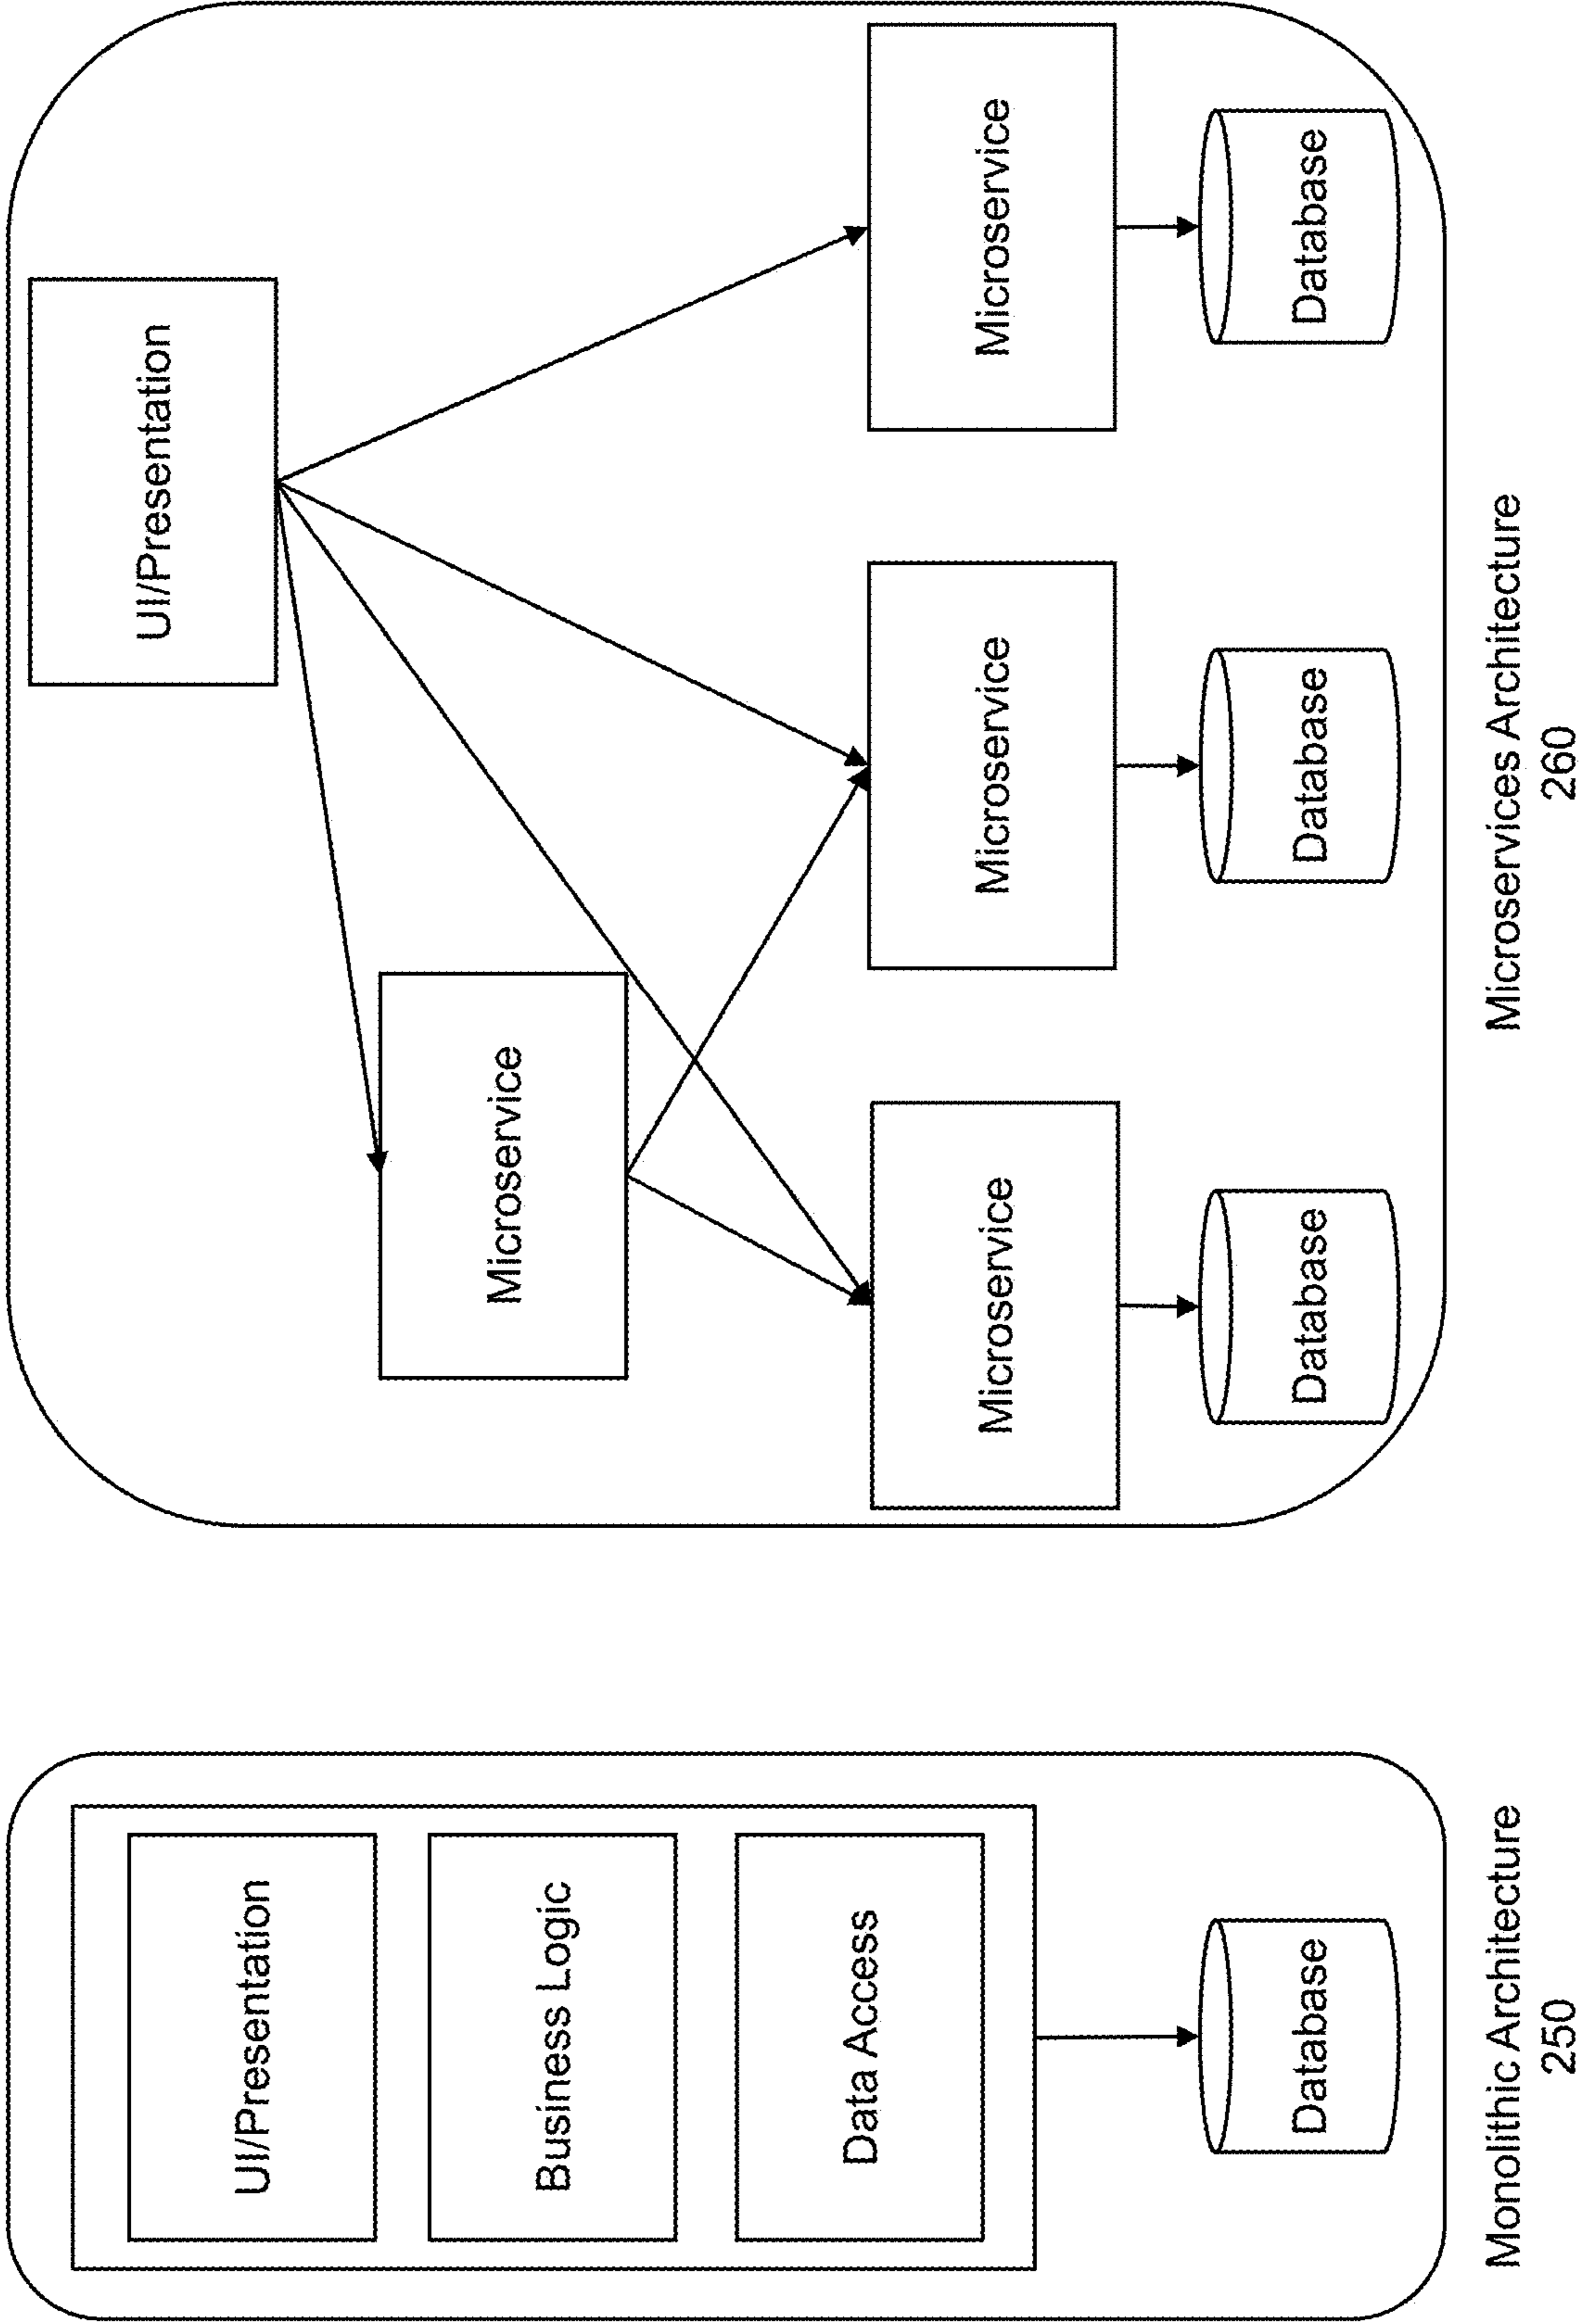 UI/Presentation
Business Logic
Data Access
Database
Monolithic Architecture
250
UI/Presentation
Microservice
Microservice
Microservice
Microservice
Database
Database
Database
Microservices Architecture
260